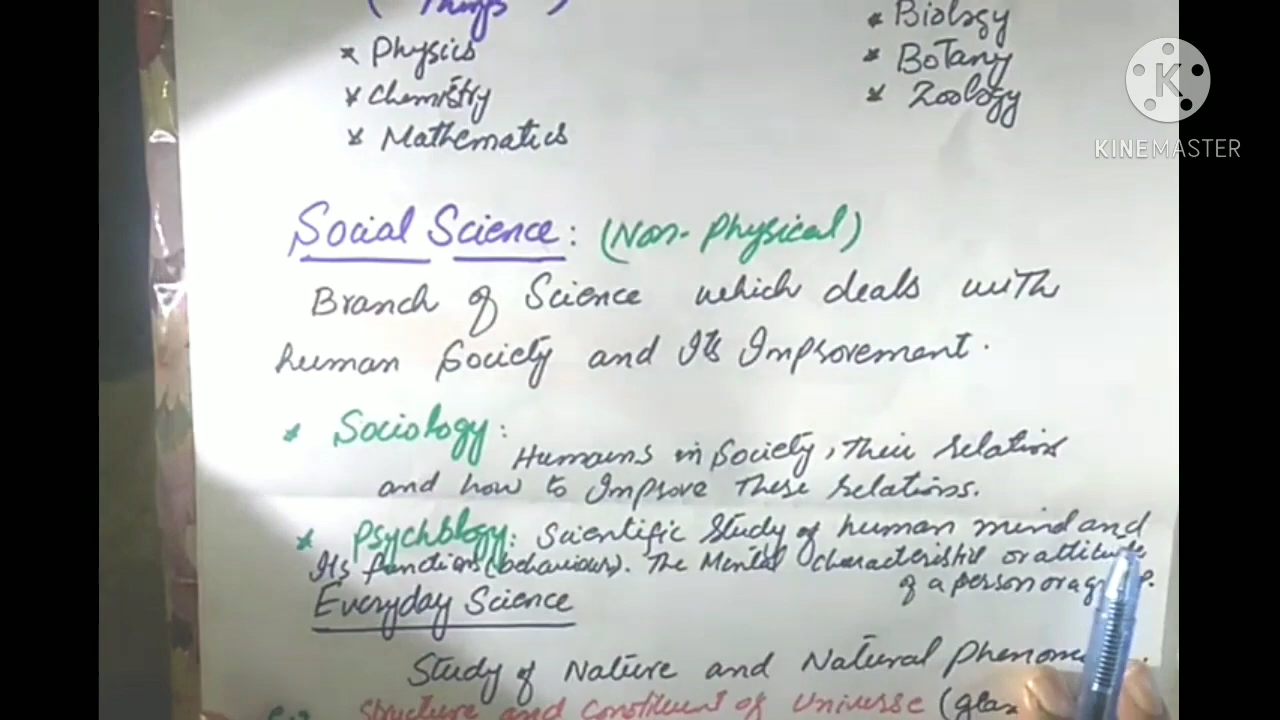 ( Things )
* Physics
* Chemistry
* Mathematics
* Biology
* Botany
* Zoology
K
KINEMASTER
Social Science: (Non-Physical)
Branch of Science which deals with
human Society and Its Improvement.
* Sociology:
Humans in Society, Their relations
and how to Improve These relations.
* Psychology: Scientific Study of human mind and
Its functions (behaviour). The Mental characteristic or attitude
of a person or a
Everyday Science
Study of Nature and Natural
Structure and Constituent of Universe